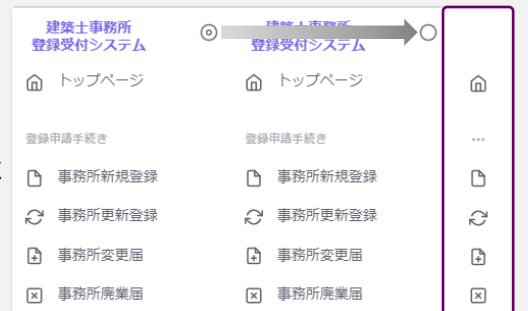 建築士事務所
登録受付システム
トップページ
登録申請手続き
事務所新規登録
事務所更新登録
事務所変更届
事務所廃業届
建築士事務所
登録受付システム
トップページ
登録申請手続き
事務所新規登録
事務所更新登録
事務所変更届
事務所廃業届
...